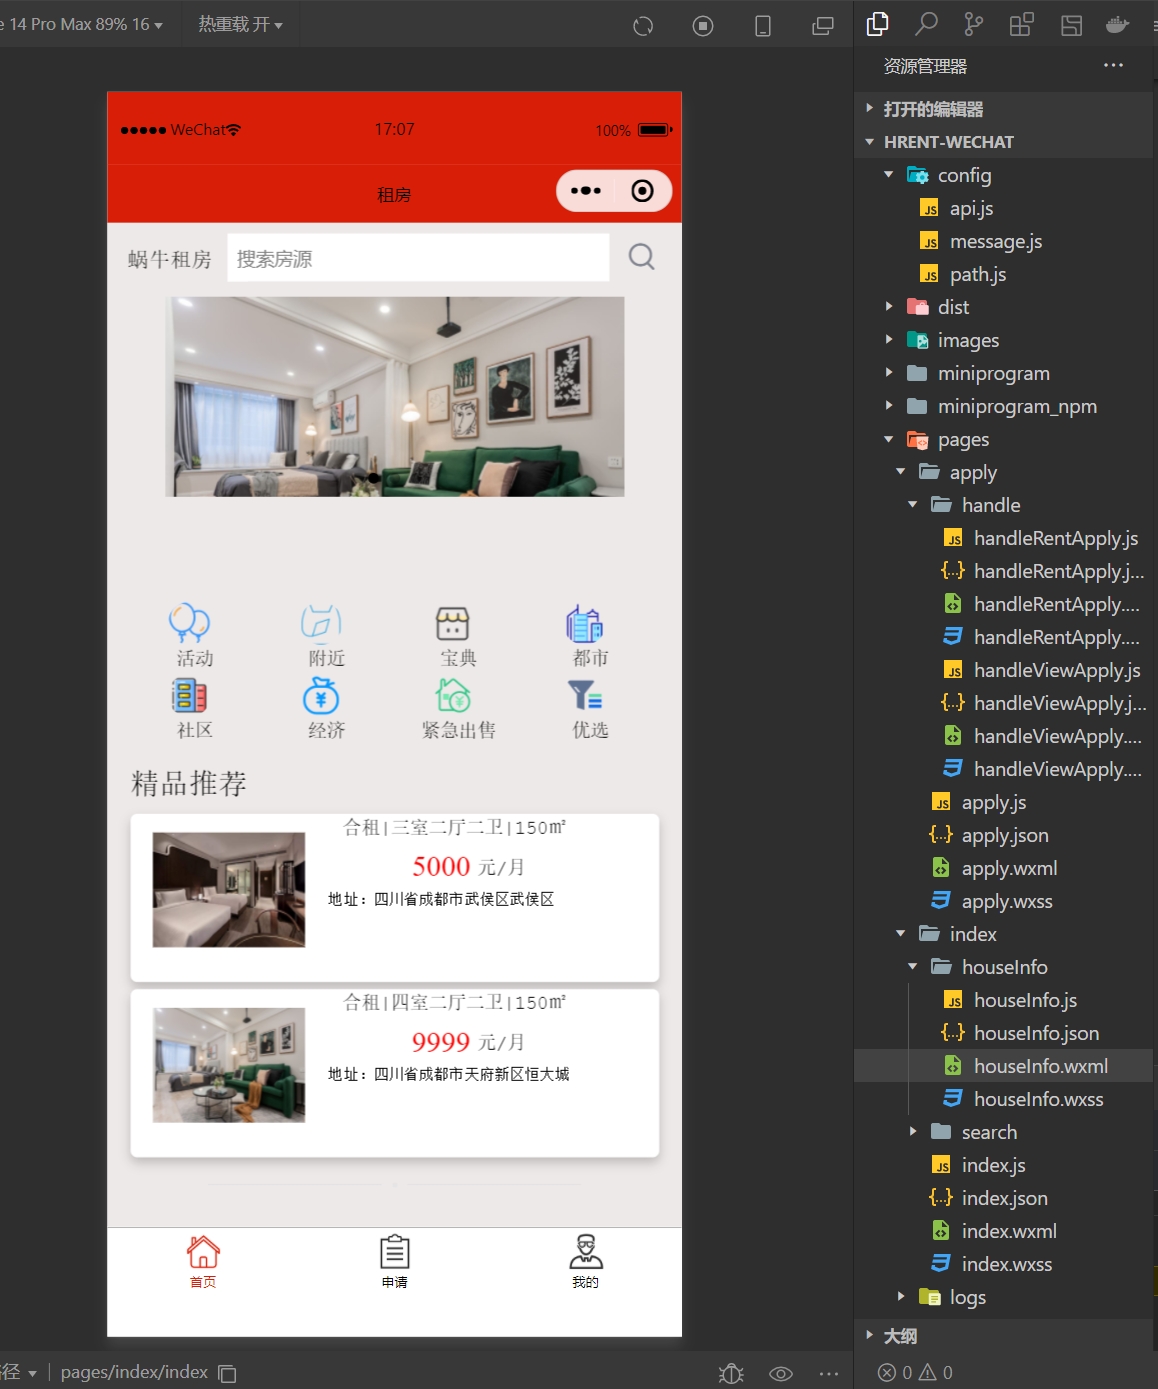 e 14 Pro Max 89% 16
热重载 开
WeChat
17:07
100%
租房
蜗牛租房
搜索房源
活动
附近
宝典
都市
社区
经济
紧急出售
优选
精品推荐
合租|三室二厅二卫|150㎡
5000 元/月
地址：四川省成都市武侯区武侯区
合租|四室二厅二卫|150㎡
9999 元/月
地址：四川省成都市天府新区恒大城
首页
申请
我的
径
pages/index/index
资源管理器
打开的编辑器
HRENT-WECHAT
config
api.js
message.js
path.js
dist
images
miniprogram
miniprogram_npm
pages
apply
handle
handleRentApply.js
handleRentApply.j...
handleRentApply....
handleRentApply....
handleViewApply.js
handleViewApply.j...
handleViewApply....
handleViewApply....
apply.js
apply.json
apply.wxml
apply.wxss
index
houseInfo
houseInfo.js
houseInfo.json
houseInfo.wxml
houseInfo.wxss
search
index.js
index.json
index.wxml
index.wxss
logs
大纲
0
0